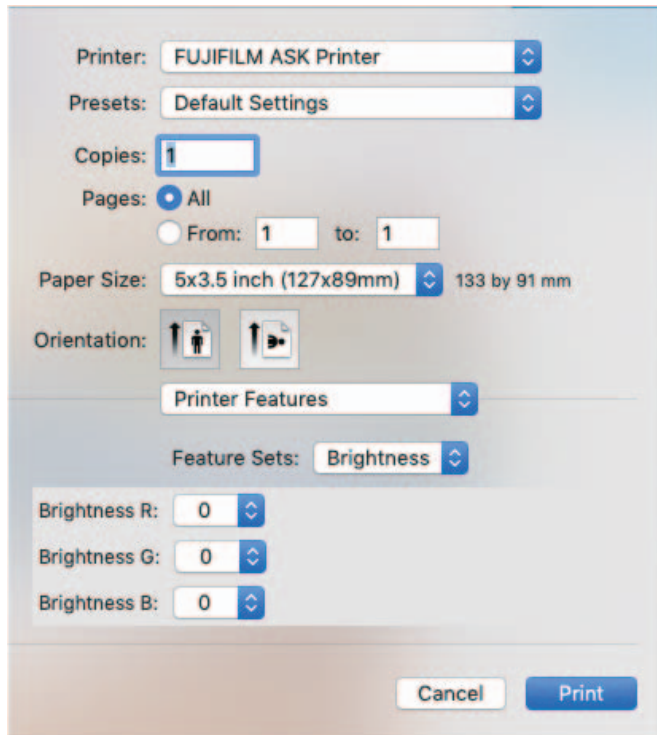 Printer: FUJIFILM ASK Printer
Presets: Default Settings
Copies: 1
Pages: All
From: 1 to: 1
Paper Size: 5x3.5 inch (127x89mm) 133 by 91 mm
Orientation:
Printer Features
Feature Sets: Brightness
Brightness R: 0
Brightness G: 0
Brightness B: 0
Cancel Print